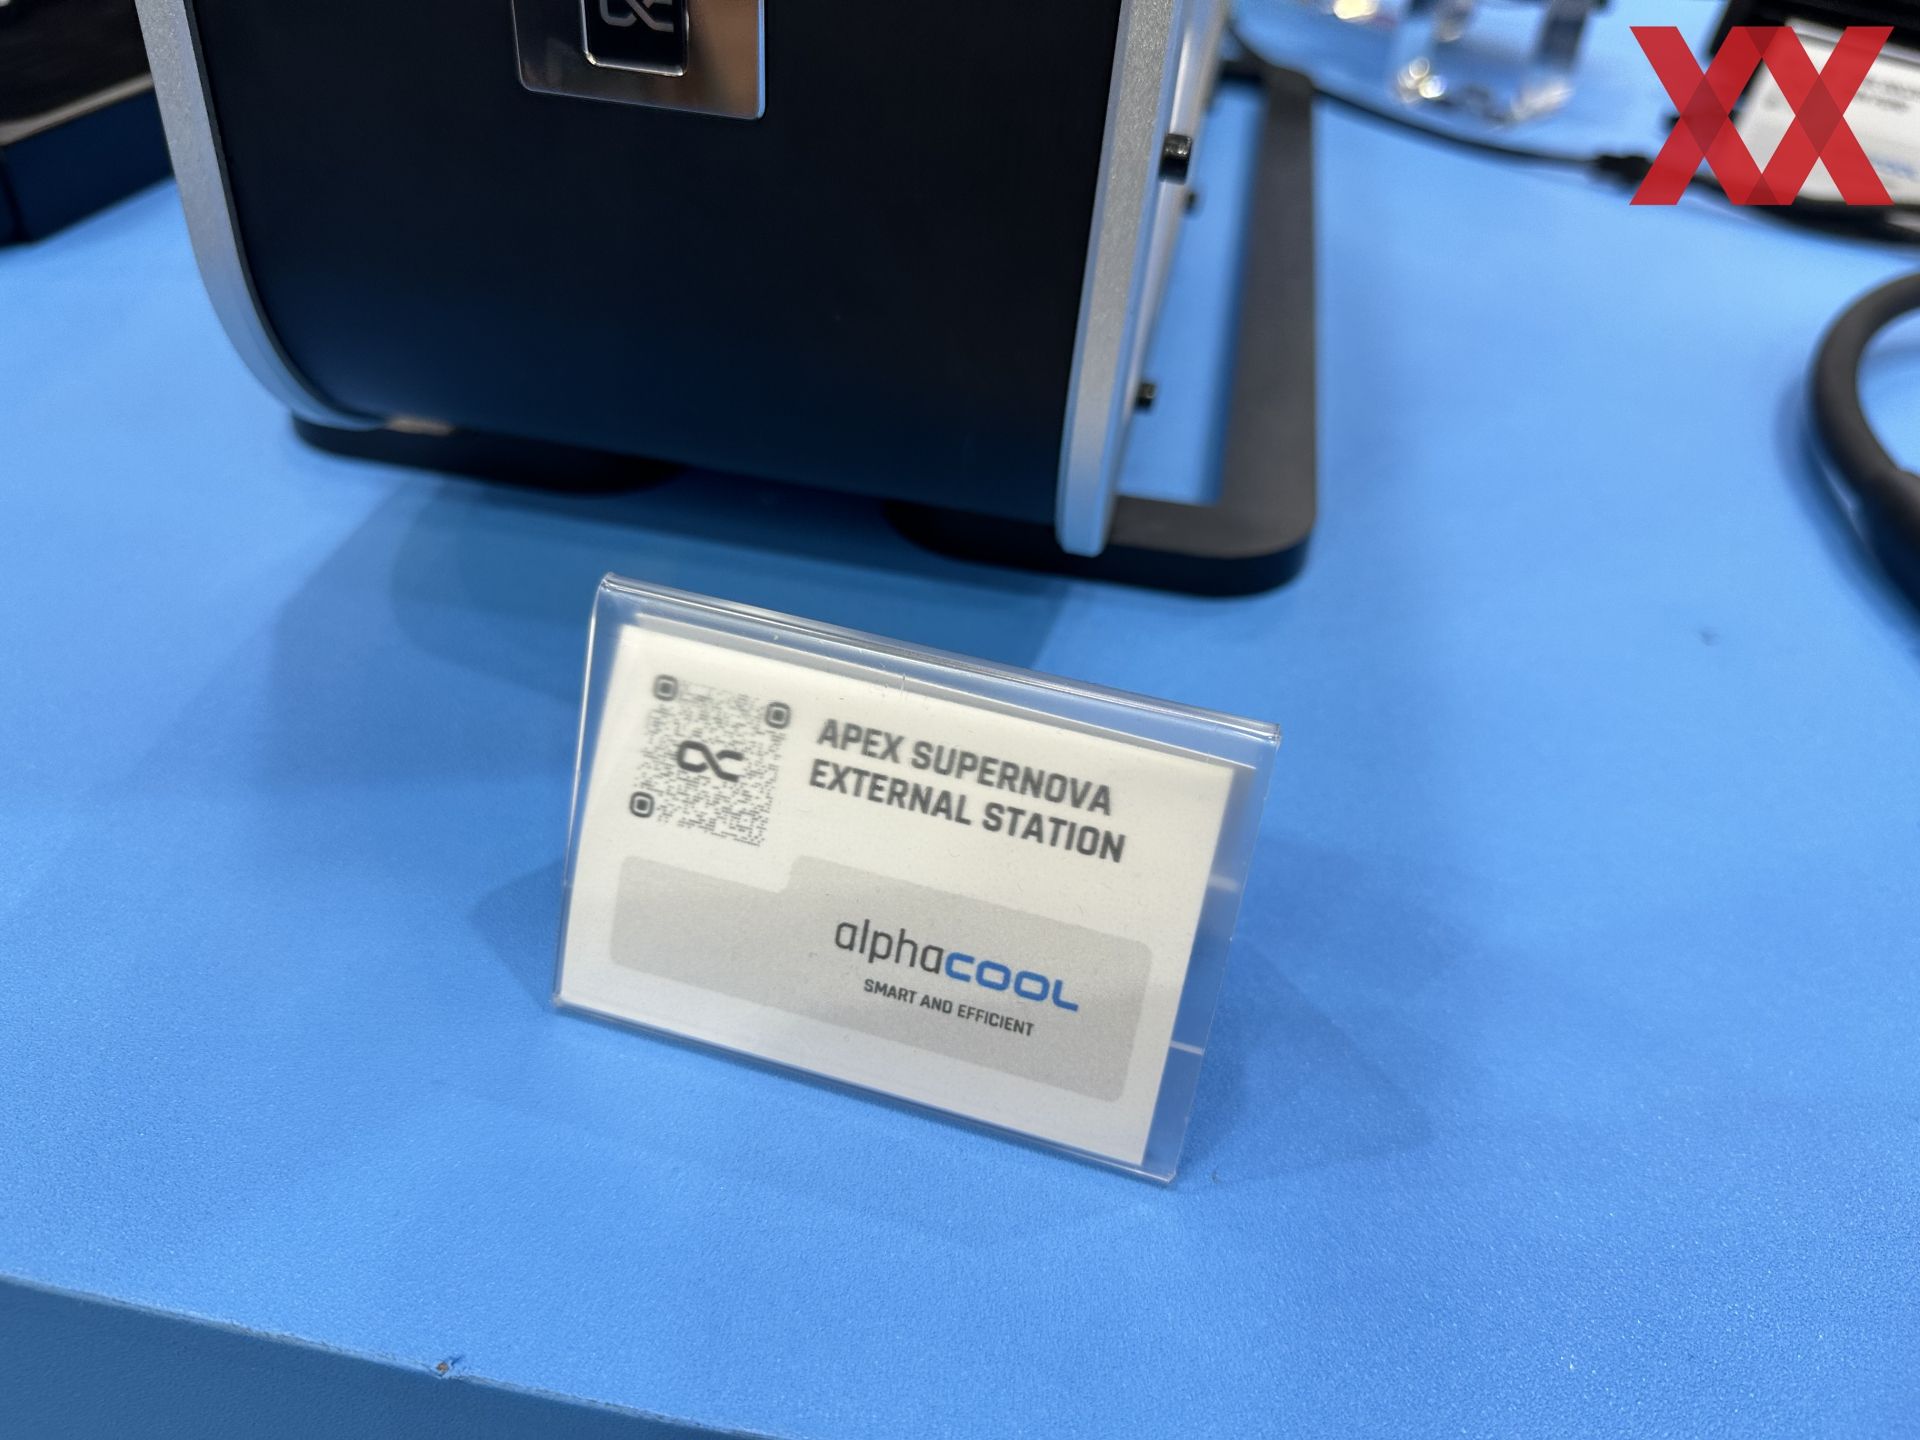 APEX SUPERNOVA
EXTERNAL STATION
alphacool
SMART AND EFFICIENT